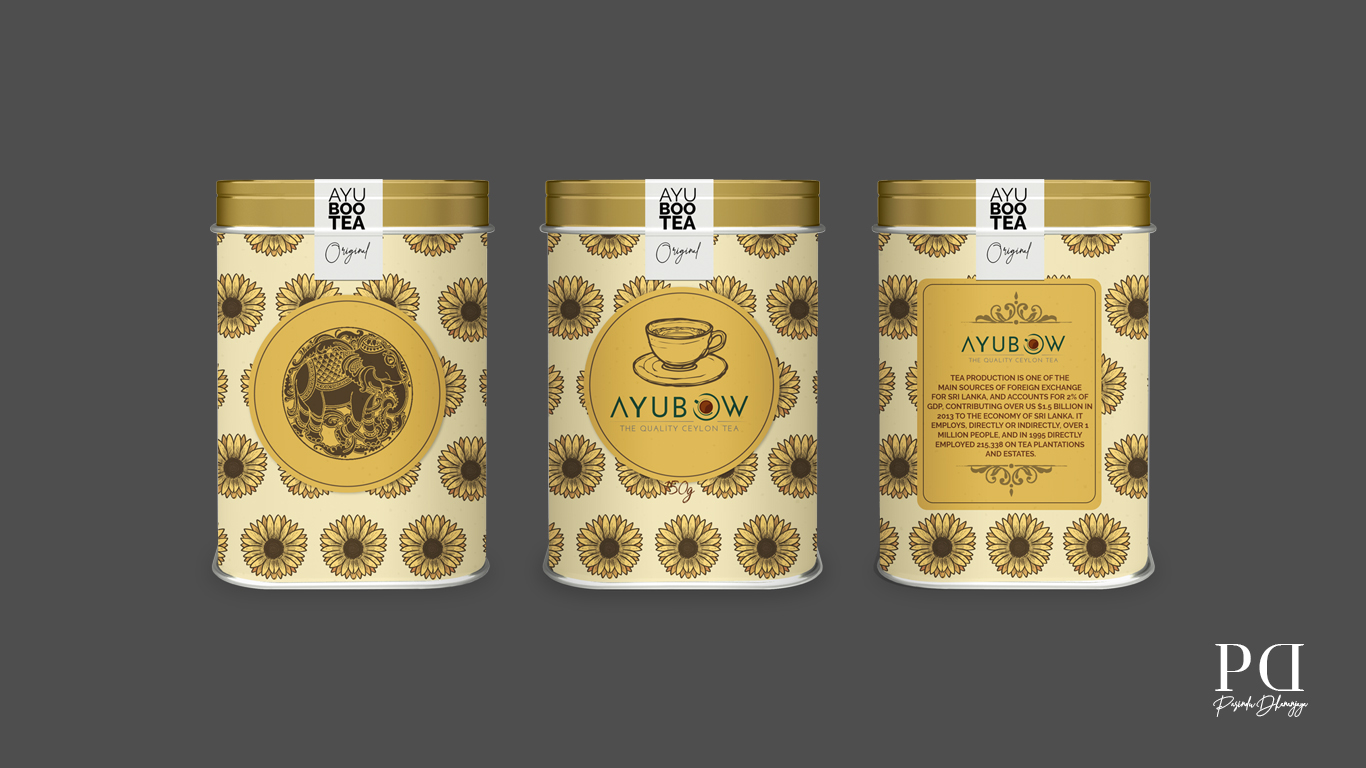 AYU
BOO
TEA
Original
AYU
BOO
TEA
Original
AYUBOW
THE QUALITY CEYLON TEA
50g
AYU
BOO
TEA
Original
AYUBOW
THE QUALITY CEYLON TEA
TEA PRODUCTION IS ONE OF THE
MAIN SOURCES OF FOREIGN EXCHANGE
FOR SRI LANKA, AND ACCOUNTS FOR 2% OF
GDP, CONTRIBUTING OVER US $1.5 BILLION IN
2013 TO THE ECONOMY OF SRI LANKA. IT
EMPLOYS, DIRECTLY OR INDIRECTLY, OVER 1
MILLION PEOPLE, AND IN 1995 DIRECTLY
EMPLOYED 215,338 ON TEA PLANTATIONS
AND ESTATES.
PD
Pasindu Dhananjaya